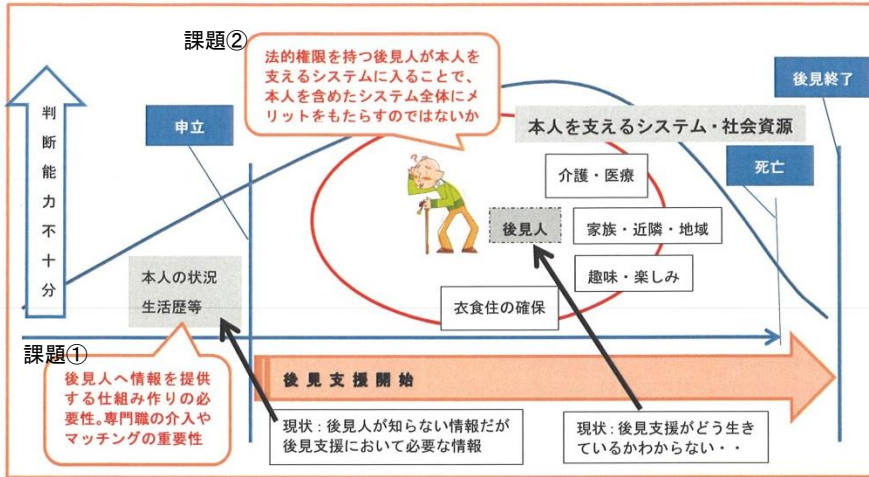 課題②
法的権限を持つ後見人が本人を
支えるシステムに入ることで、
本人を含めたシステム全体にメ
リットをもたらすのではないか
後見終了
申立
本人を支えるシステム・社会資源
死亡
判断能力不十分
介護・医療
後見人
家族・近隣・地域
趣味・楽しみ
衣食住の確保
本人の状況
生活歴等
課題①
後見人へ情報を提供
する仕組み作りの必
要性。専門職の介入や
マッチングの重要性
後見支援開始
現状：後見人が知らない情報だが
後見支援において必要な情報
現状：後見支援がどう生き
ているかわからない・・